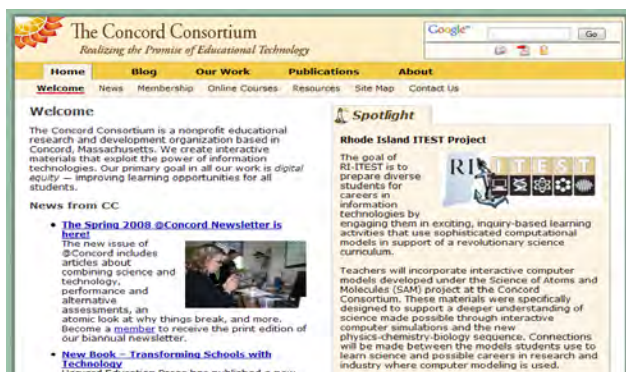 The Concord Consortium
Realizing the Promise of Educational Technology
Google
Go
Home Blog Our Work Publications About
Welcome News Membership Online Courses Resources Site Map Contact Us
Welcome
The Concord Consortium is a nonprofit educational
research and development organization based in
Concord, Massachusetts. We create interactive
materials that exploit the power of information
technologies. Our primary goal in all our work is digital
equity — improving learning opportunities for all
students.
News from CC
• The Spring 2008 @Concord Newsletter is
here!
The new issue of
@Concord includes
articles about
combining science and
technology,
performance and
alternative
assessments, an
atomic look at why things break, and more.
Become a member to receive the print edition of
our biannual newsletter.
• New Book – Transforming Schools with
Technology
Harvard Education Press has published a new
Spotlight
Rhode Island ITEST Project
The goal of
RI-ITEST is to
prepare diverse
students for
careers in
information
technologies by
engaging them in exciting, inquiry-based learning
activities that use sophisticated computational
models in support of a revolutionary science
curriculum.
RI ITEST
Teachers will incorporate interactive computer
models developed under the Science of Atoms and
Molecules (SAM) project at the Concord
Consortium. These materials were specifically
designed to support a deeper understanding of
science made possible through interactive
computer simulations and the new
physics-chemistry-biology sequence. Connections
will be made between the models students use to
learn science and possible careers in research and
industry where computer modeling is used.